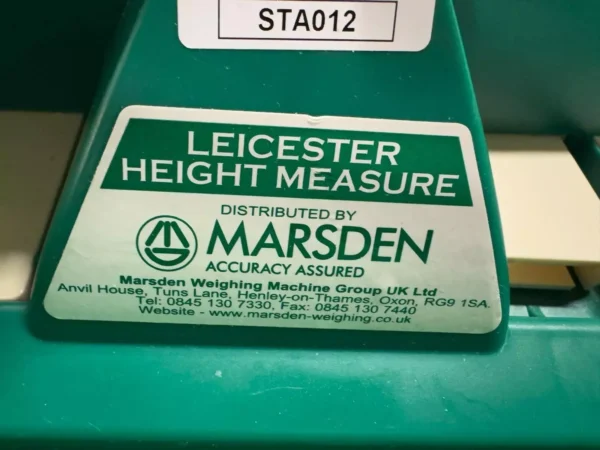 STA012
LEICESTER
HEIGHT MEASURE
DISTRIBUTED BY
MARSDEN
ACCURACY ASSURED
Marsden Weighing Machine Group UK Ltd
Anvil House, Tuns Lane, Henley-on-Thames, Oxon, RG9 1SA.
Tel: 0845 130 7330, Fax: 0845 130 7440
Website - www.marsden-weighing.co.uk